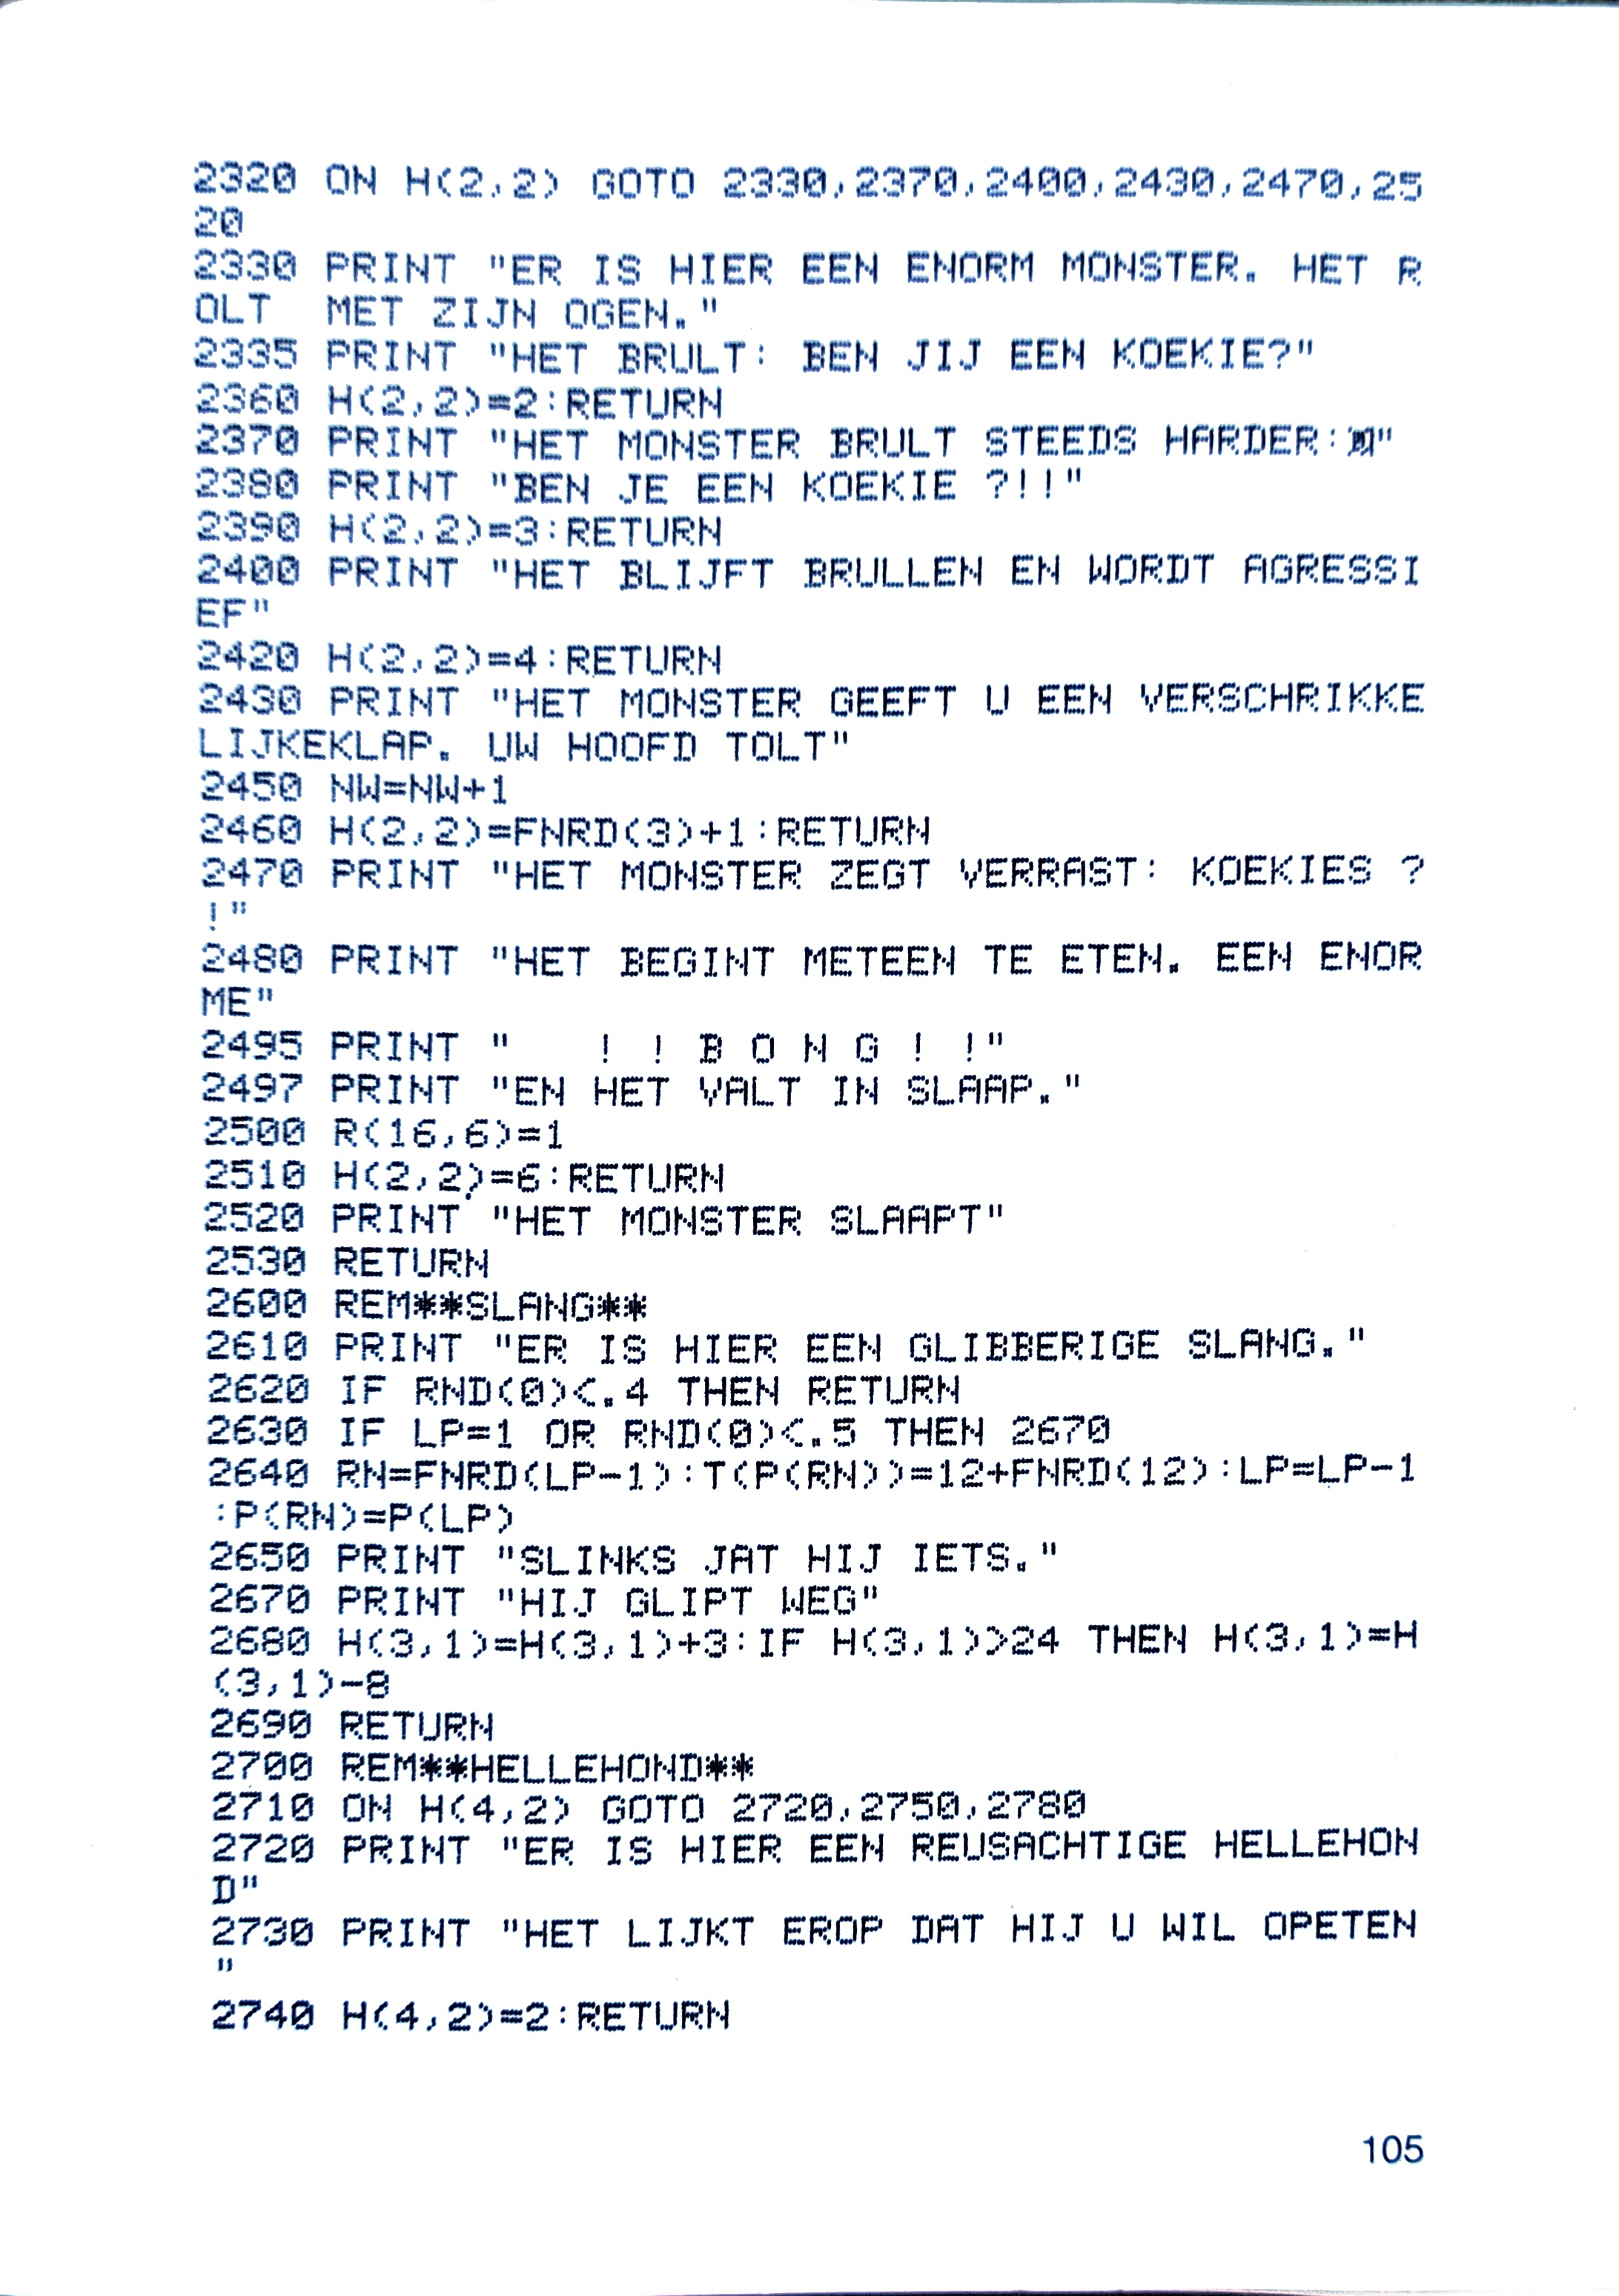 2320 ON H(2,2) GOTO 2330,2370,2400,2430,2470,25
20
2330 PRINT "ER IS HIER EEN ENORM MONSTER. HET R
OLT  MET ZIJN OGEN."
2335 PRINT "HET BRULT: BEN JIJ EEN KOEKIE?"
2360 H(2,2)=2:RETURN
2370 PRINT "HET MONSTER BRULT STEEDS HARDER:"
2380 PRINT "BEN JE EEN KOEKIE ?!!"
2390 H(2,2)=3:RETURN
2400 PRINT "HET BLIJFT BRULLEN EN WORDT AGRESSI
EF"
2420 H(2,2)=4:RETURN
2430 PRINT "HET MONSTER GEEFT U EEN VERSCHRIKKE
LIJKEKLAP. UW HOOFD TOLT"
2450 NW=NW+1
2460 H(2,2)=FNRD(3)+1:RETURN
2470 PRINT "HET MONSTER ZEGT VERRAST: KOEKIES ?
!"
2480 PRINT "HET BEGINT METEEN TE ETEN. EEN ENOR
ME"
2495 PRINT "   ! ! B O N G ! !"
2497 PRINT "EN HET VALT IN SLAAP."
2500 R(16,6)=1
2510 H(2,2)=6:RETURN
2520 PRINT "HET MONSTER SLAAPT"
2530 RETURN
2600 REM**SLANG**
2610 PRINT "ER IS HIER EEN GLIBBERIGE SLANG."
2620 IF RND(0)<.4 THEN RETURN
2630 IF LP=1 OR RND(0)<.5 THEN 2670
2640 RN=FNRD(LP-1):T(P(RN))=12+FNRD(12):LP=LP-1
:P(RN)=P(LP)
2650 PRINT "SLINKS JAT HIJ IETS."
2670 PRINT "HIJ GLIPT WEG"
2680 H(3,1)=H(3,1)+3:IF H(3,1)>24 THEN H(3,1)=H
(3,1)-8
2690 RETURN
2700 REM**HELLEHOND**
2710 ON H(4,2) GOTO 2720,2750,2780
2720 PRINT "ER IS HIER EEN REUSACHTIGE HELLEHON
D"
2730 PRINT "HET LIJKT EROP DAT HIJ U WIL OPETEN
"
2740 H(4,2)=2:RETURN
105